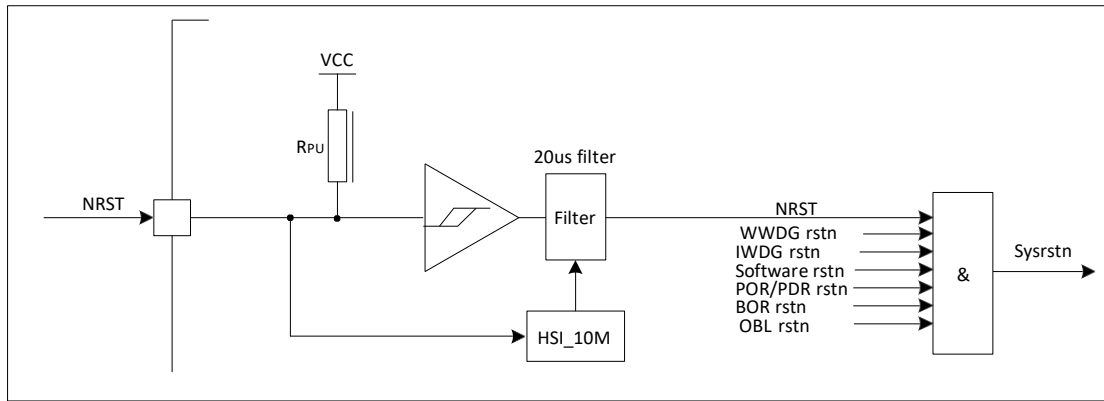 VCC
RPU
20us filter
NRST
Filter
NRST
WWDG rstn
IWDG rstn
Software rstn
POR/PDR rstn
BOR rstn
OBL rstn
&
Sysrstn
HSI_10M